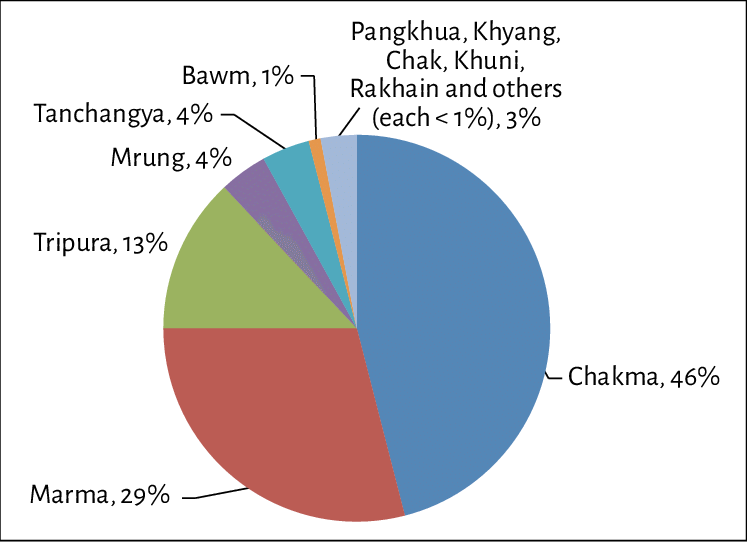 Pangkhua, Khyang,
Chak, Khuni,
Rakhain and others
(each < 1%), 3%
Bawm, 1%
Tanchangya, 4%
Mrung, 4%
Tripura, 13%
Chakma, 46%
Marma, 29%